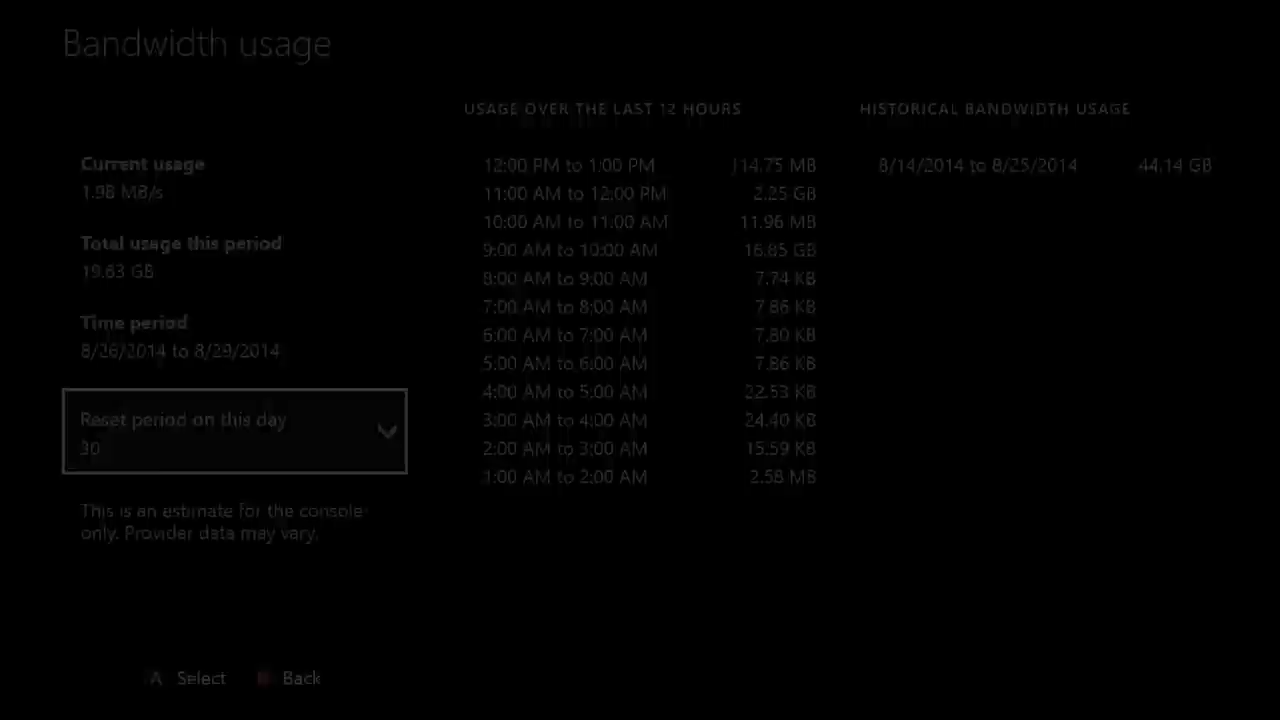 Bandwidth usage
USAGE OVER THE LAST 12 HOURS
HISTORICAL BANDWIDTH USAGE
Current usage
1.98 MB/s
Total usage this period
19.63 GB
Time period
8/26/2014 to 8/29/2014
Reset period on this day
30
This is an estimate for the console
only. Provider data may vary.
12:00 PM to 1:00 PM 114.75 MB
11:00 AM to 12:00 PM 2.25 GB
10:00 AM to 11:00 AM 11.96 MB
9:00 AM to 10:00 AM 16.85 GB
8:00 AM to 9:00 AM 7.74 KB
7:00 AM to 8:00 AM 7.86 KB
6:00 AM to 7:00 AM 7.80 KB
5:00 AM to 6:00 AM 7.86 KB
4:00 AM to 5:00 AM 22.53 KB
3:00 AM to 4:00 AM 24.40 KB
2:00 AM to 3:00 AM 15.59 KB
1:00 AM to 2:00 AM 2.58 MB
8/14/2014 to 8/25/2014 44.14 GB
A Select Back